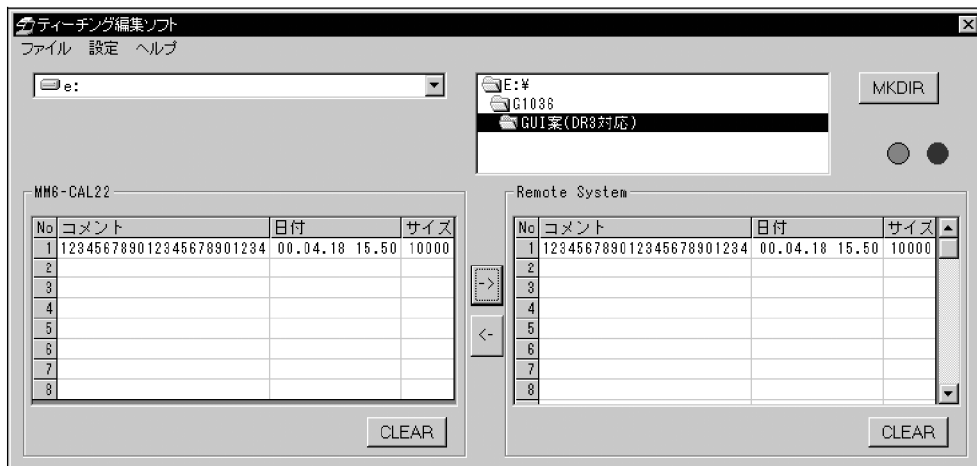 ティーチング編集ソフト
ファイル 設定 ヘルプ
e:
E:¥
G1036
GUI案(DR3対応)
MKDIR
MM6-CAL22
No コメント 日付 サイズ
1 123456789012345678901234 00.04.18 15.50 10000
2
3
4
5
6
7
8
CLEAR
->
<-
Remote System
No コメント 日付 サイズ
1 123456789012345678901234 00.04.18 15.50 10000
2
3
4
5
6
7
8
CLEAR